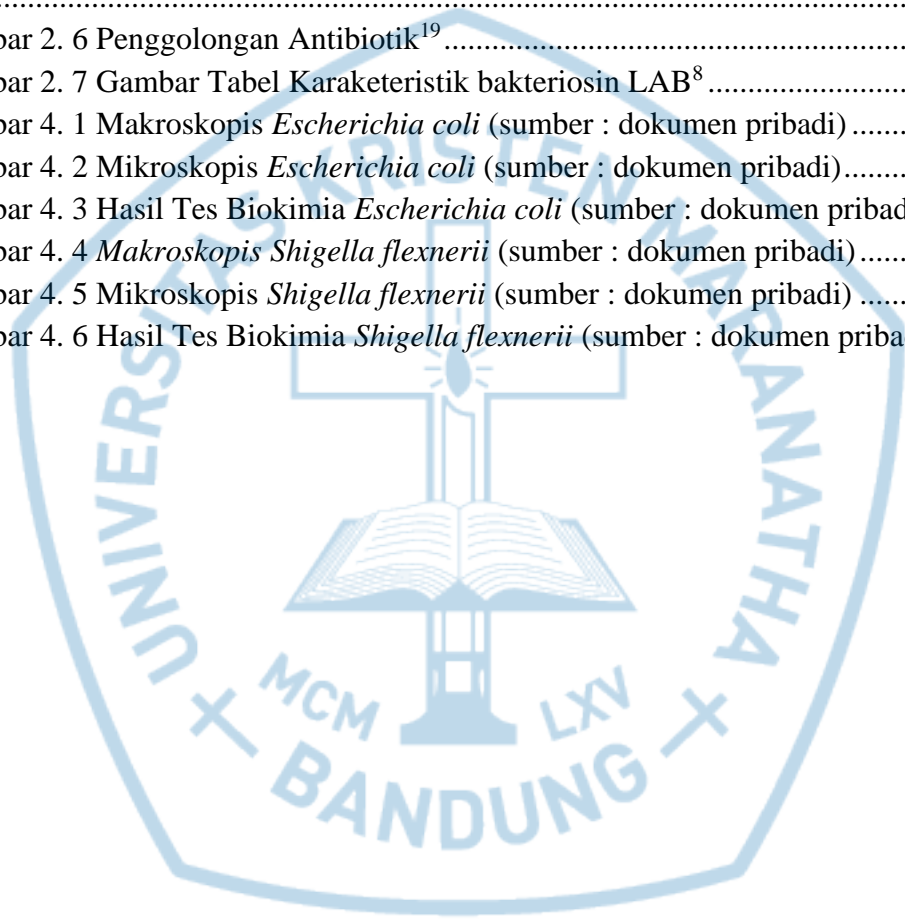 ................................................................
bar 2. 6 Penggolongan Antibiotik19................................................................
bar 2. 7 Gambar Tabel Karaketeristik bakteriosin LAB8..........................
bar 4. 1 Makroskopis Escherichia coli (sumber : dokumen pribadi).......
bar 4. 2 Mikroskopis Escherichia coli (sumber : dokumen pribadi)........
bar 4. 3 Hasil Tes Biokimia Escherichia coli (sumber : dokumen pribad
bar 4. 4 Makroskopis Shigella flexnerii (sumber : dokumen pribadi)......
bar 4. 5 Mikroskopis Shigella flexnerii (sumber : dokumen pribadi) ......
bar 4. 6 Hasil Tes Biokimia Shigella flexnerii (sumber : dokumen priba
UNIVERSITAS KRISTEN MARANATHA
MCM LXV
BANDUNG